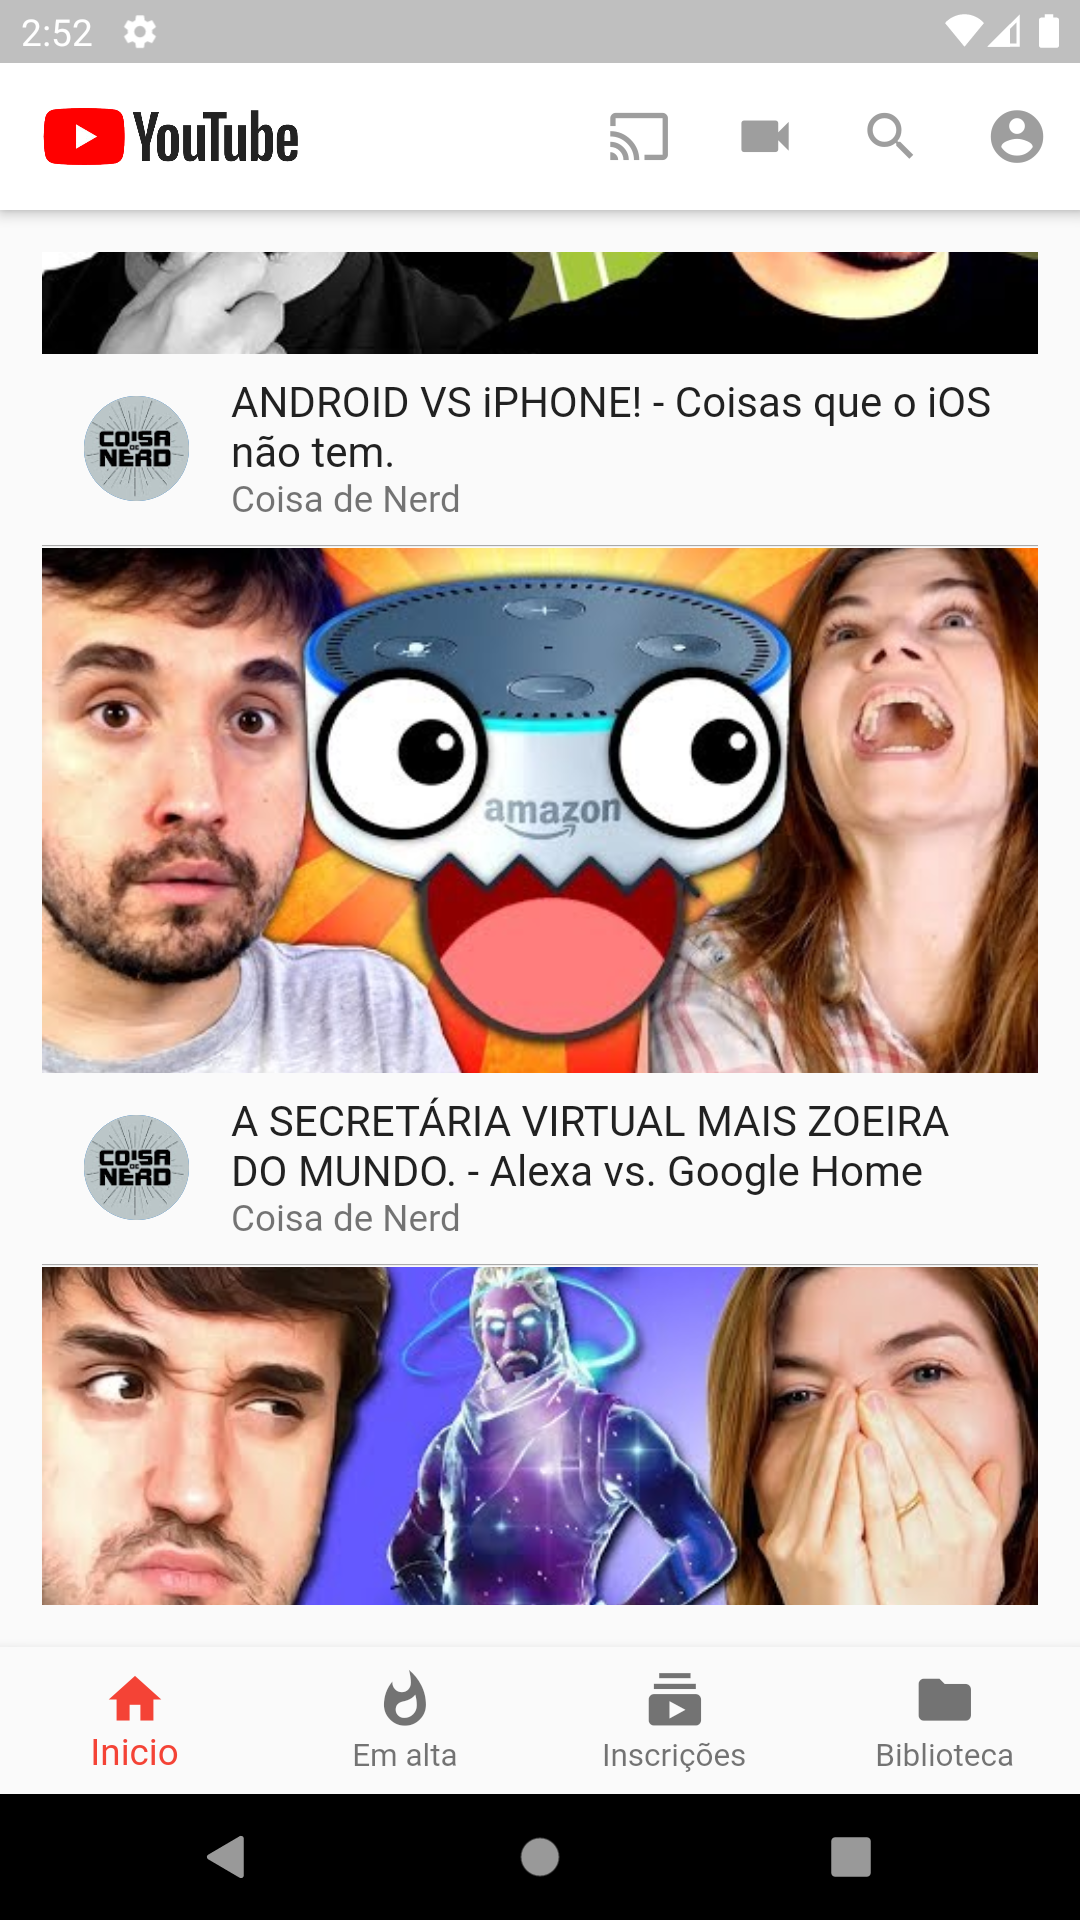 2:52
YouTube
ANDROID VS iPHONE! - Coisas que o iOS
não tem.
COISA
DE
NERD
Coisa de Nerd
amazon
A SECRETÁRIA VIRTUAL MAIS ZOEIRA
DO MUNDO. - Alexa vs. Google Home
COISA
DE
NERD
Coisa de Nerd
Inicio
Em alta
Inscrições
Biblioteca